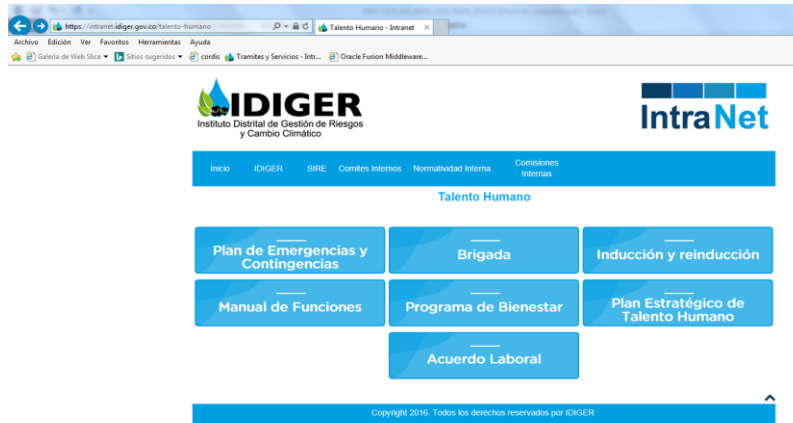 https://intranet.idiger.gov.co/talento-humano
Talento Humano - Intranet
Archivo Edición Ver Favoritos Herramientas Ayuda
Galería de Web Slice Sitios sugeridos cordis Tramites y Servicios - Intr... Oracle Fusion Middleware...
IDIGER
Instituto Distrital de Gestión de Riesgos
y Cambio Climático
IntraNet
Inicio IDIGER SIRE Comites Internos Normatividad Interna Comisiones
Internas
Talento Humano
Plan de Emergencias y
Contingencias
Brigada
Inducción y reinducción
Manual de Funciones
Programa de Bienestar
Plan Estratégico de
Talento Humano
Acuerdo Laboral
Copyright 2016. Todos los derechos reservados por IDIGER